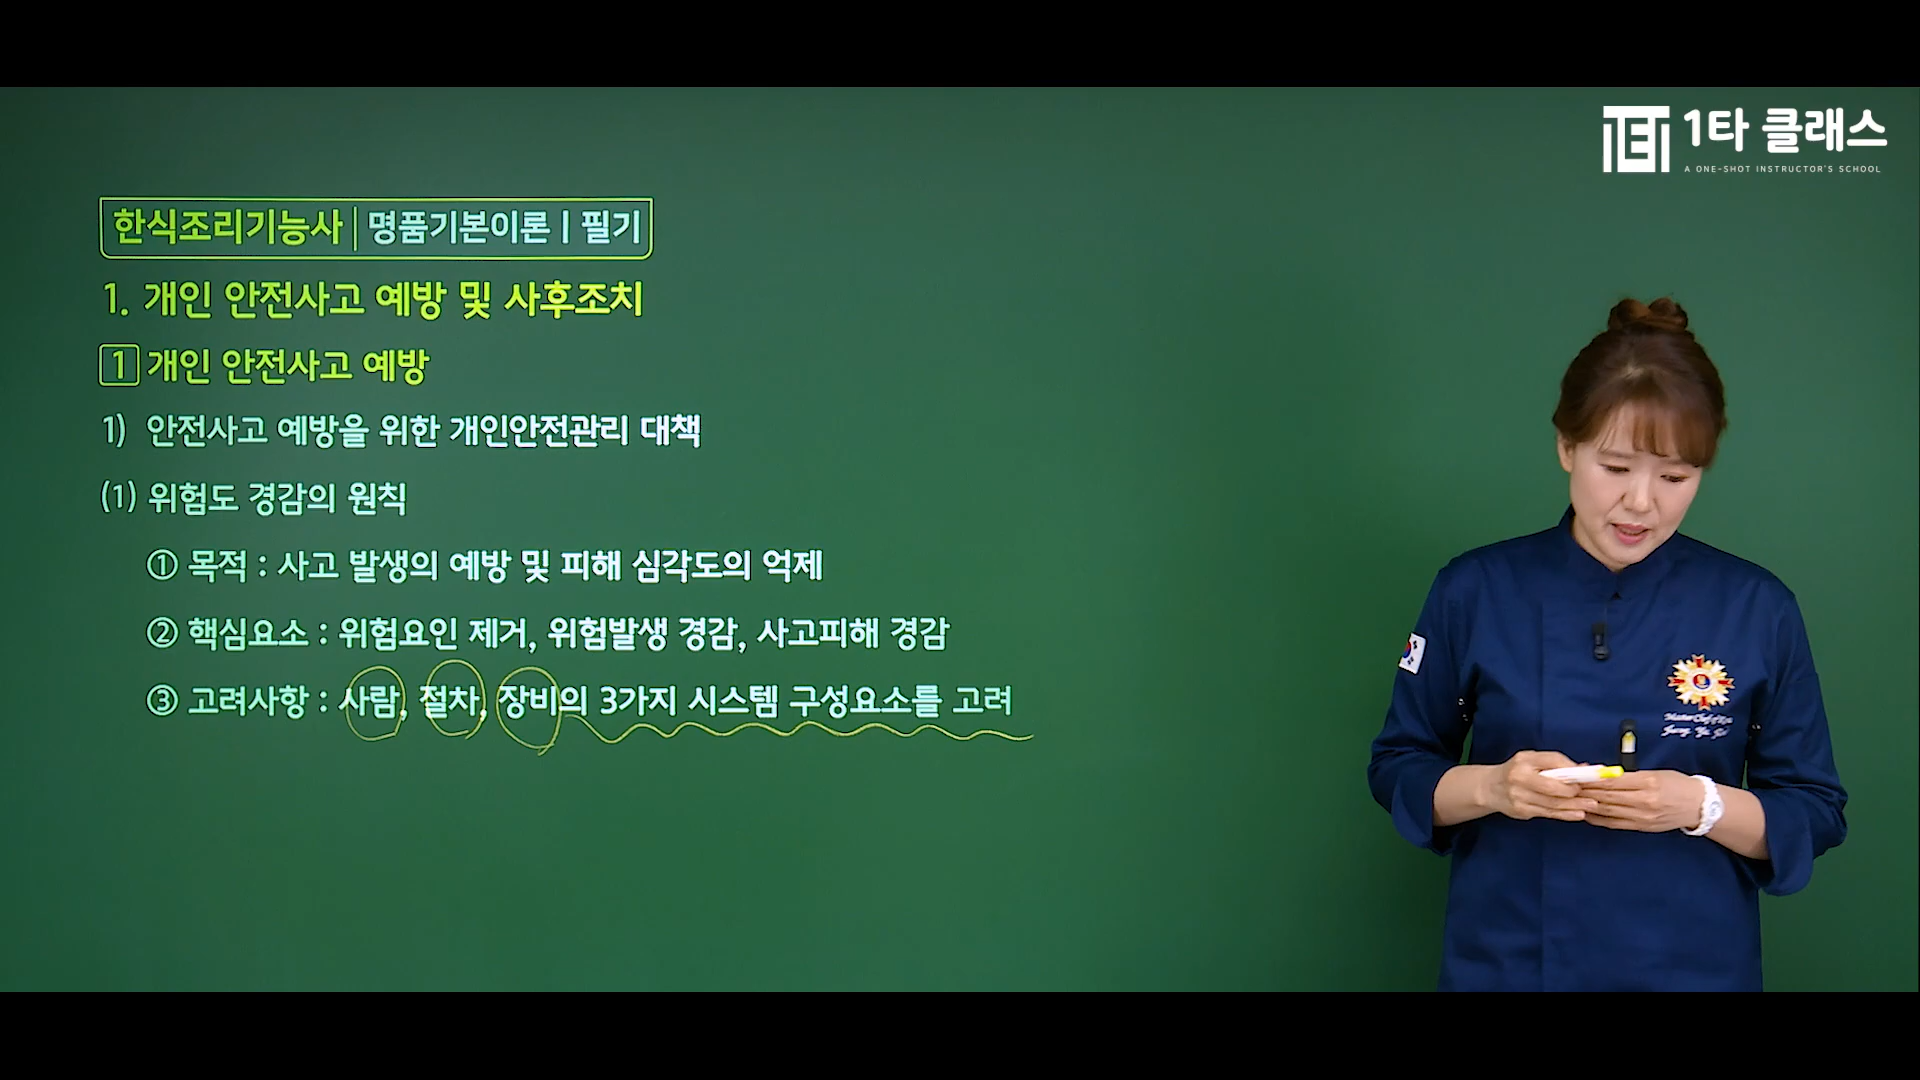 1타 클래스
A ONE-SHOT INSTRUCTOR'S SCHOOL
한식조리기능사 | 명품기본이론 | 필기
1. 개인 안전사고 예방 및 사후조치
1 개인 안전사고 예방
1) 안전사고 예방을 위한 개인안전관리 대책
(1) 위험도 경감의 원칙
① 목적 : 사고 발생의 예방 및 피해 심각도의 억제
② 핵심요소 : 위험요인 제거, 위험발생 경감, 사고피해 경감
③ 고려사항 : 사람, 절차, 장비의 3가지 시스템 구성요소를 고려